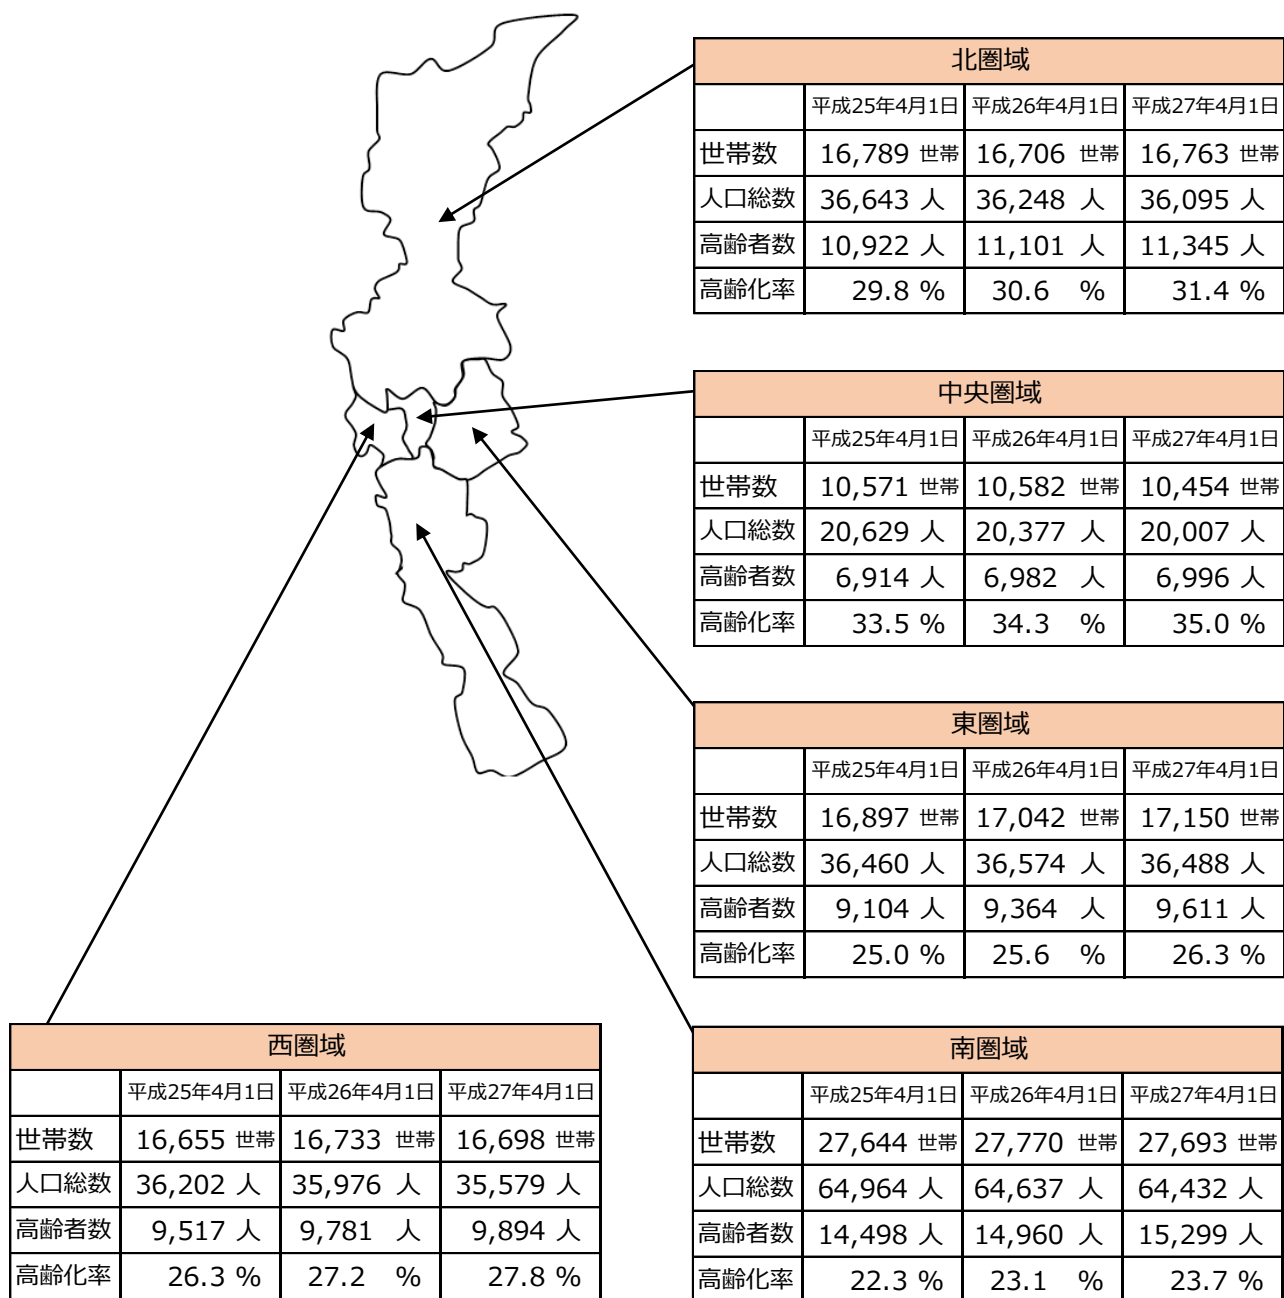 北圏域
平成25年4月1日 平成26年4月1日 平成27年4月1日
世帯数 16,789 世帯 16,706 世帯 16,763 世帯
人口総数 36,643 人 36,248 人 36,095 人
高齢者数 10,922 人 11,101 人 11,345 人
高齢化率 29.8 % 30.6 % 31.4 %
中央圏域
平成25年4月1日 平成26年4月1日 平成27年4月1日
世帯数 10,571 世帯 10,582 世帯 10,454 世帯
人口総数 20,629 人 20,377 人 20,007 人
高齢者数 6,914 人 6,982 人 6,996 人
高齢化率 33.5 % 34.3 % 35.0 %
東圏域
平成25年4月1日 平成26年4月1日 平成27年4月1日
世帯数 16,897 世帯 17,042 世帯 17,150 世帯
人口総数 36,460 人 36,574 人 36,488 人
高齢者数 9,104 人 9,364 人 9,611 人
高齢化率 25.0 % 25.6 % 26.3 %
西圏域
平成25年4月1日 平成26年4月1日 平成27年4月1日
世帯数 16,655 世帯 16,733 世帯 16,698 世帯
人口総数 36,202 人 35,976 人 35,579 人
高齢者数 9,517 人 9,781 人 9,894 人
高齢化率 26.3 % 27.2 % 27.8 %
南圏域
平成25年4月1日 平成26年4月1日 平成27年4月1日
世帯数 27,644 世帯 27,770 世帯 27,693 世帯
人口総数 64,964 人 64,637 人 64,432 人
高齢者数 14,498 人 14,960 人 15,299 人
高齢化率 22.3 % 23.1 % 23.7 %